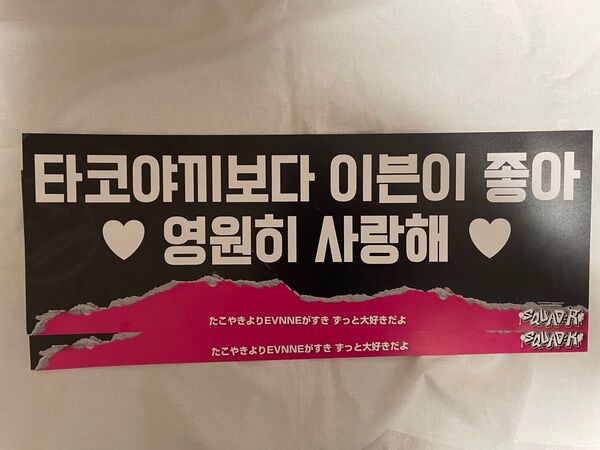 타코야끼보다 이븐이 좋아
♥ 영원히 사랑해 ♥
たこやきよりEVNNEがすき ずっと大好きだよ
SQUAD:R
たこやきよりEVNNEがすき ずっと大好きだよ
SQUAD:R